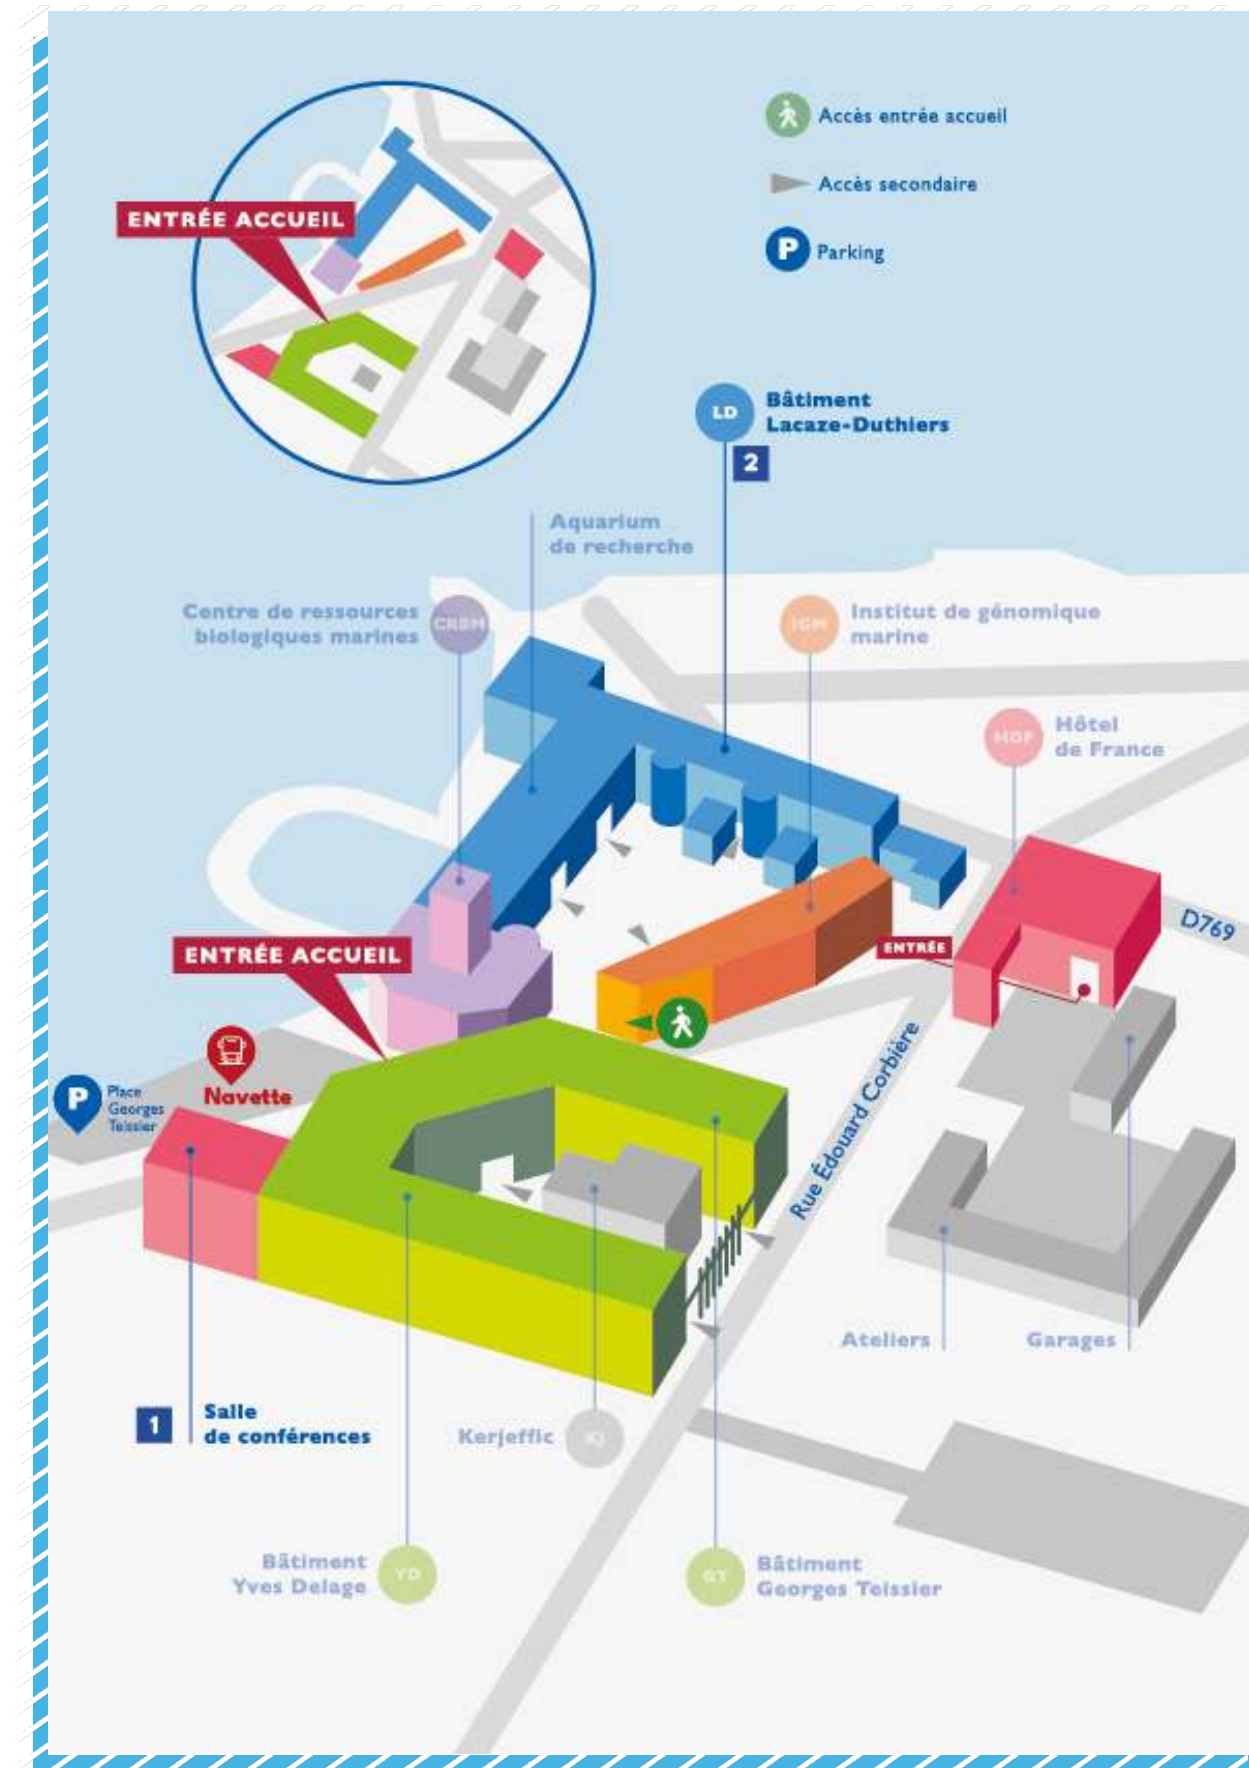 Accès entrée accueil
Accès secondaire
P
Parking
ENTRÉE ACCUEIL
LD
Bâtiment
Lacaze-Duthiers
2
Aquarium
de recherche
Centre de ressources
biologiques marines
CRBM
IGM
Institut de génomique
marine
HOF
Hôtel
de France
D769
ENTRÉE ACCUEIL
ENTRÉE
Navette
P
Place
Georges
Teissier
Rue Édouard Corbière
Ateliers
Garages
1
Salle
de conférences
Kerjeffic
KJ
Bâtiment
Yves Delage
YD
GT
Bâtiment
Georges Teissier